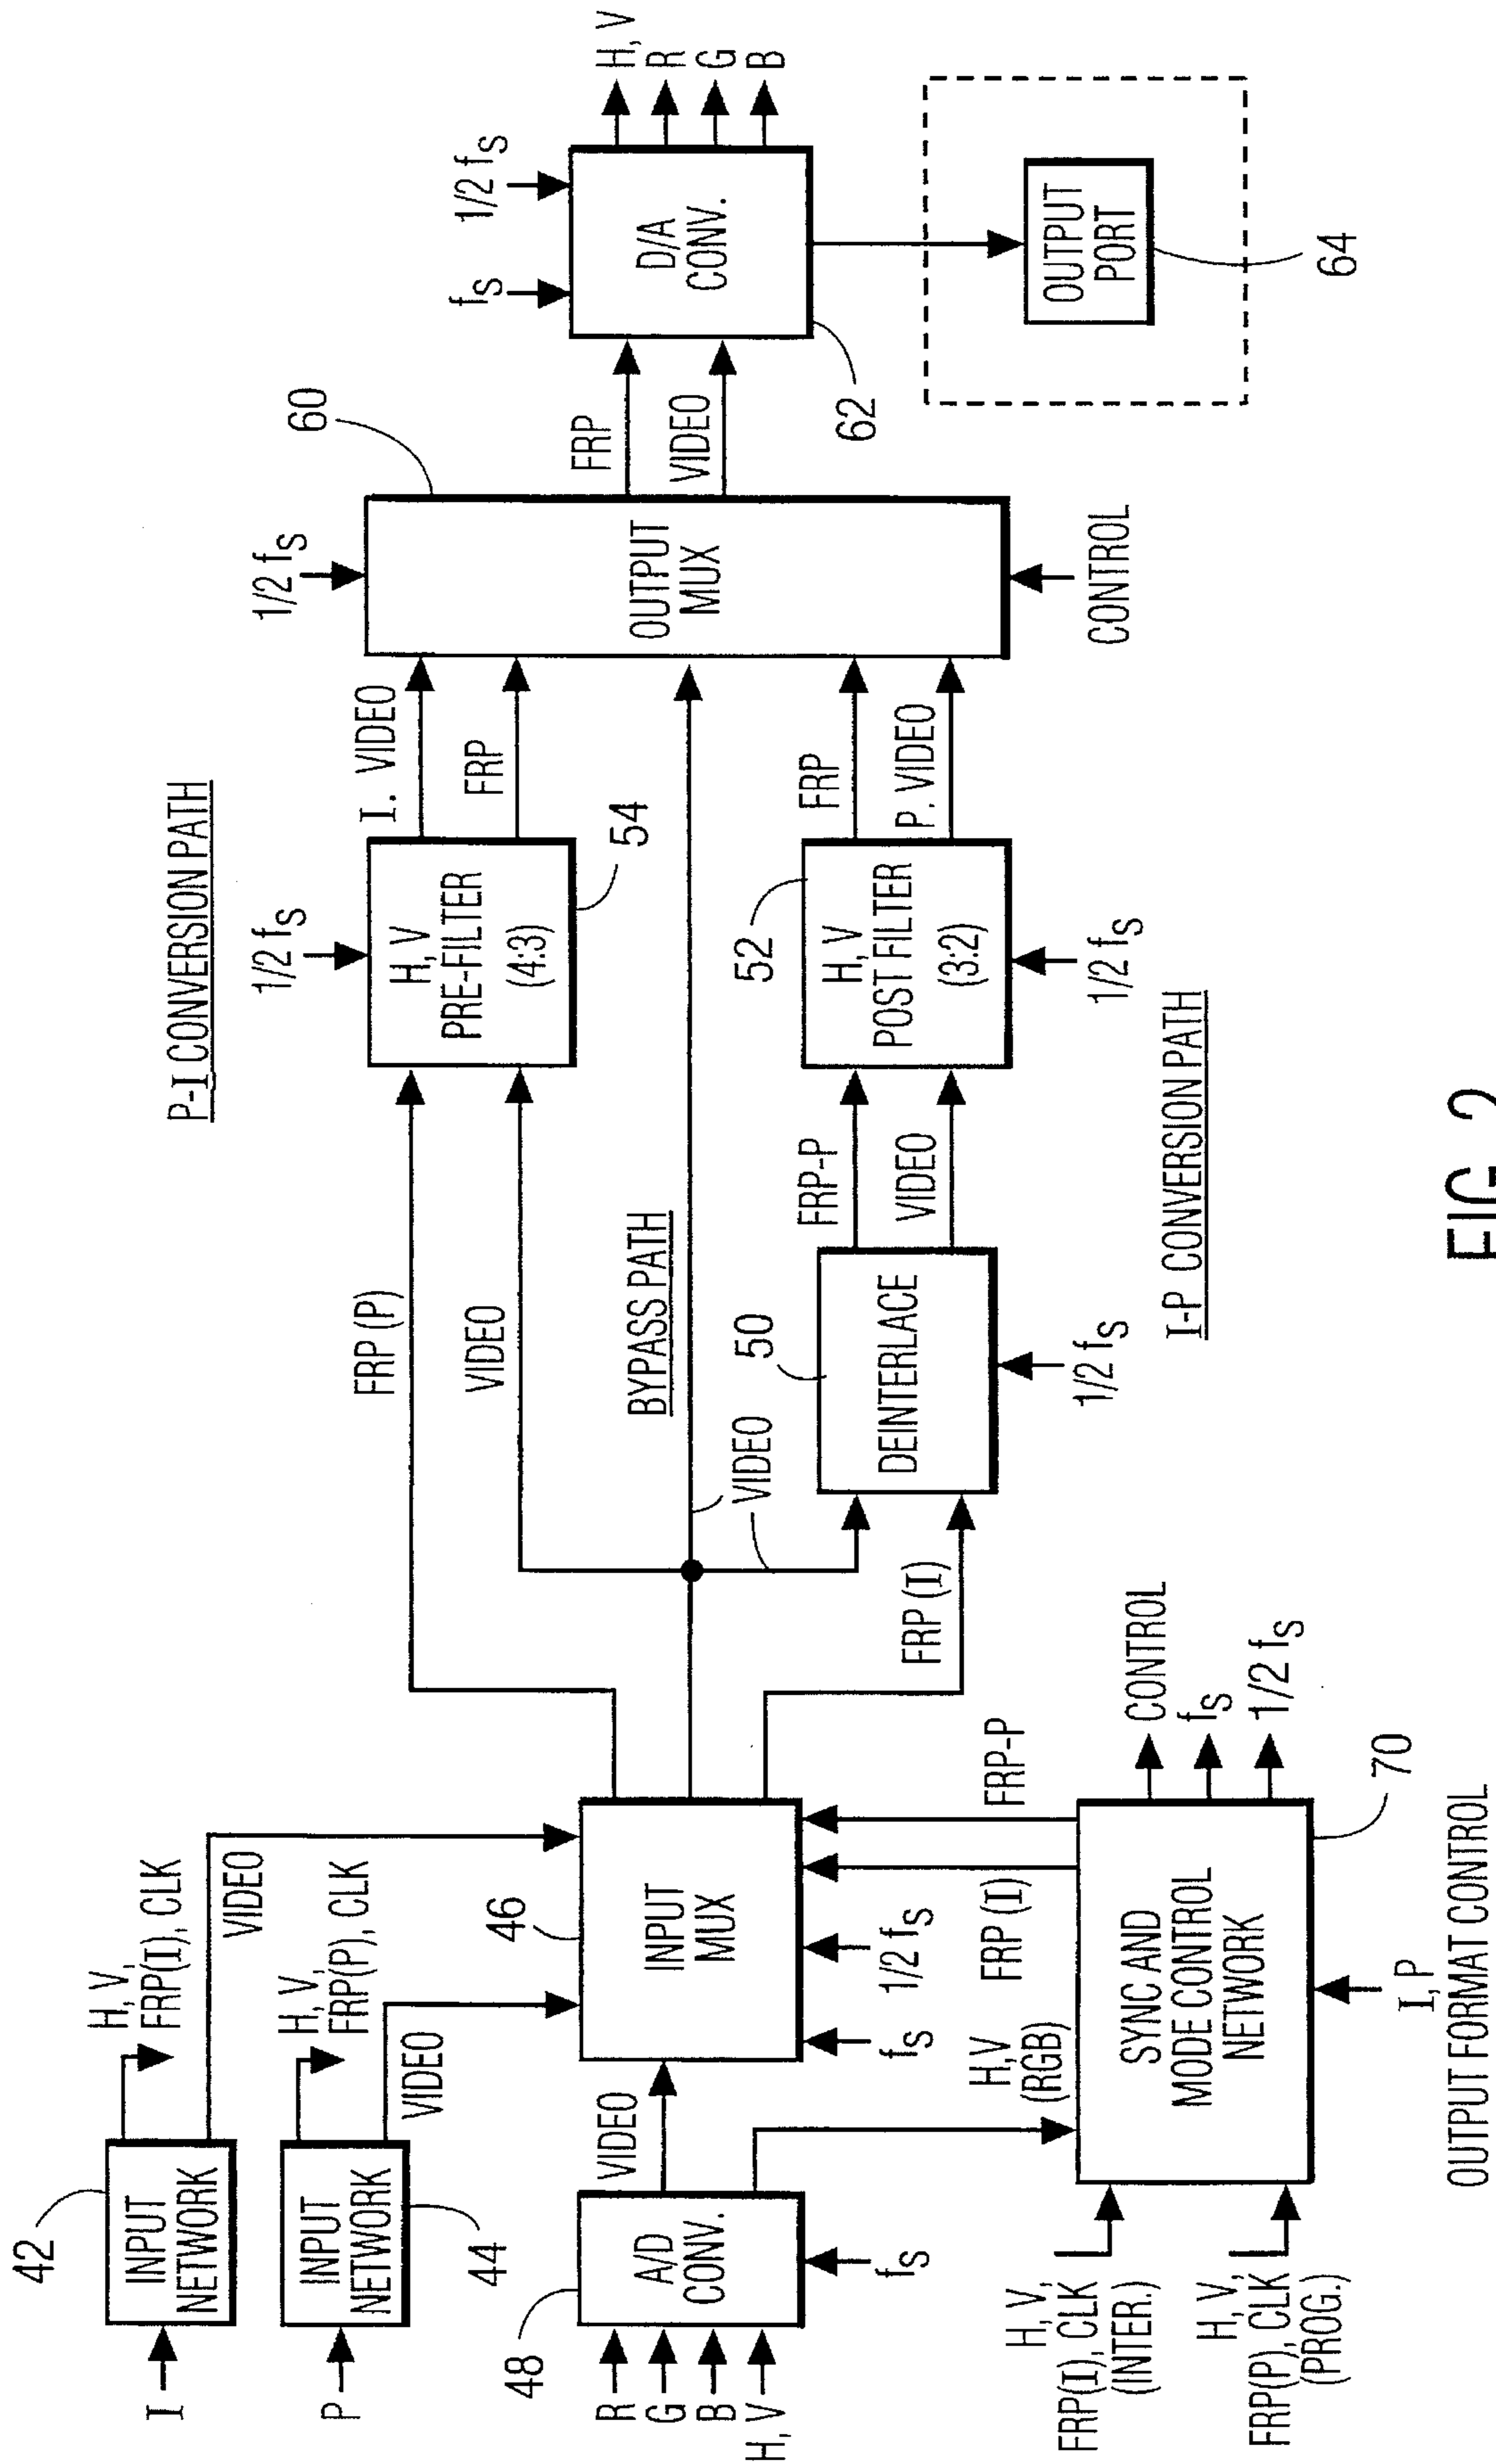 42
INPUT
NETWORK
I
H, V,
FRP(I), CLK
VIDEO
INPUT
NETWORK
44
P
H, V,
FRP(P), CLK
VIDEO
48
A/D
CONV.
R
G
B
H, V
fS
VIDEO
46
INPUT
MUX
fS
1/2 fS
H,V
(RGB)
FRP (I)
FRP-P
SYNC AND
MODE CONTROL
NETWORK
70
H, V,
FRP(I), CLK
(INTER.)
H, V,
FRP(P), CLK
(PROG.)
I, P
OUTPUT FORMAT CONTROL
CONTROL
fS
1/2 fS
FRP (P)
VIDEO
BYPASS PATH
VIDEO
FRP (I)
50
DEINTERLACE
1/2 fS
FRP-P
VIDEO
I-P CONVERSION PATH
P-I CONVERSION PATH
1/2 fS
H, V
PRE-FILTER
(4:3)
54
52
H, V
POST FILTER
(3:2)
1/2 fS
I. VIDEO
FRP
FRP
P. VIDEO
1/2 fS
60
OUTPUT
MUX
CONTROL
FRP
VIDEO
fS
1/2 fS
D/A
CONV.
62
H, V
R
G
B
OUTPUT
PORT
64
FIG. 2